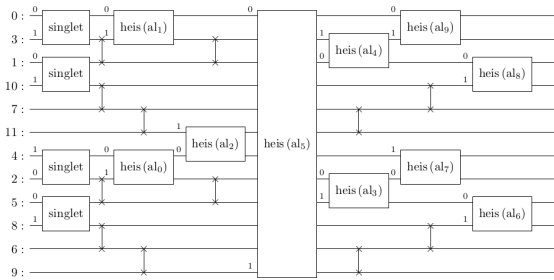 0 : 0 singlet 0 heis (al₁) 0 heis (al₅) 0 heis (al₉)
3 : 1 1 1 heis (al₄) 1
1 : 0 singlet 0 0 heis (al₈)
10 : 1 1
7 :
11 : 1 heis (al₂)
4 : 1 singlet 0 heis (al₀) 0 1 heis (al₇)
2 : 0 1 0 heis (al₃) 0
5 : 0 singlet 1 0 heis (al₆)
8 : 1 1
6 :
9 : 1